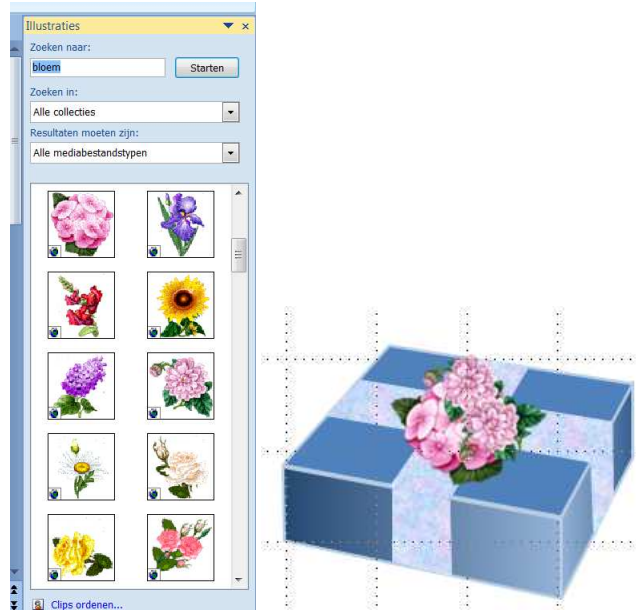 Illustraties
Zoeken naar:
bloem
Starten
Zoeken in:
Alle collecties
Resultaten moeten zijn:
Alle mediabestandstypen
Clips ordenen...